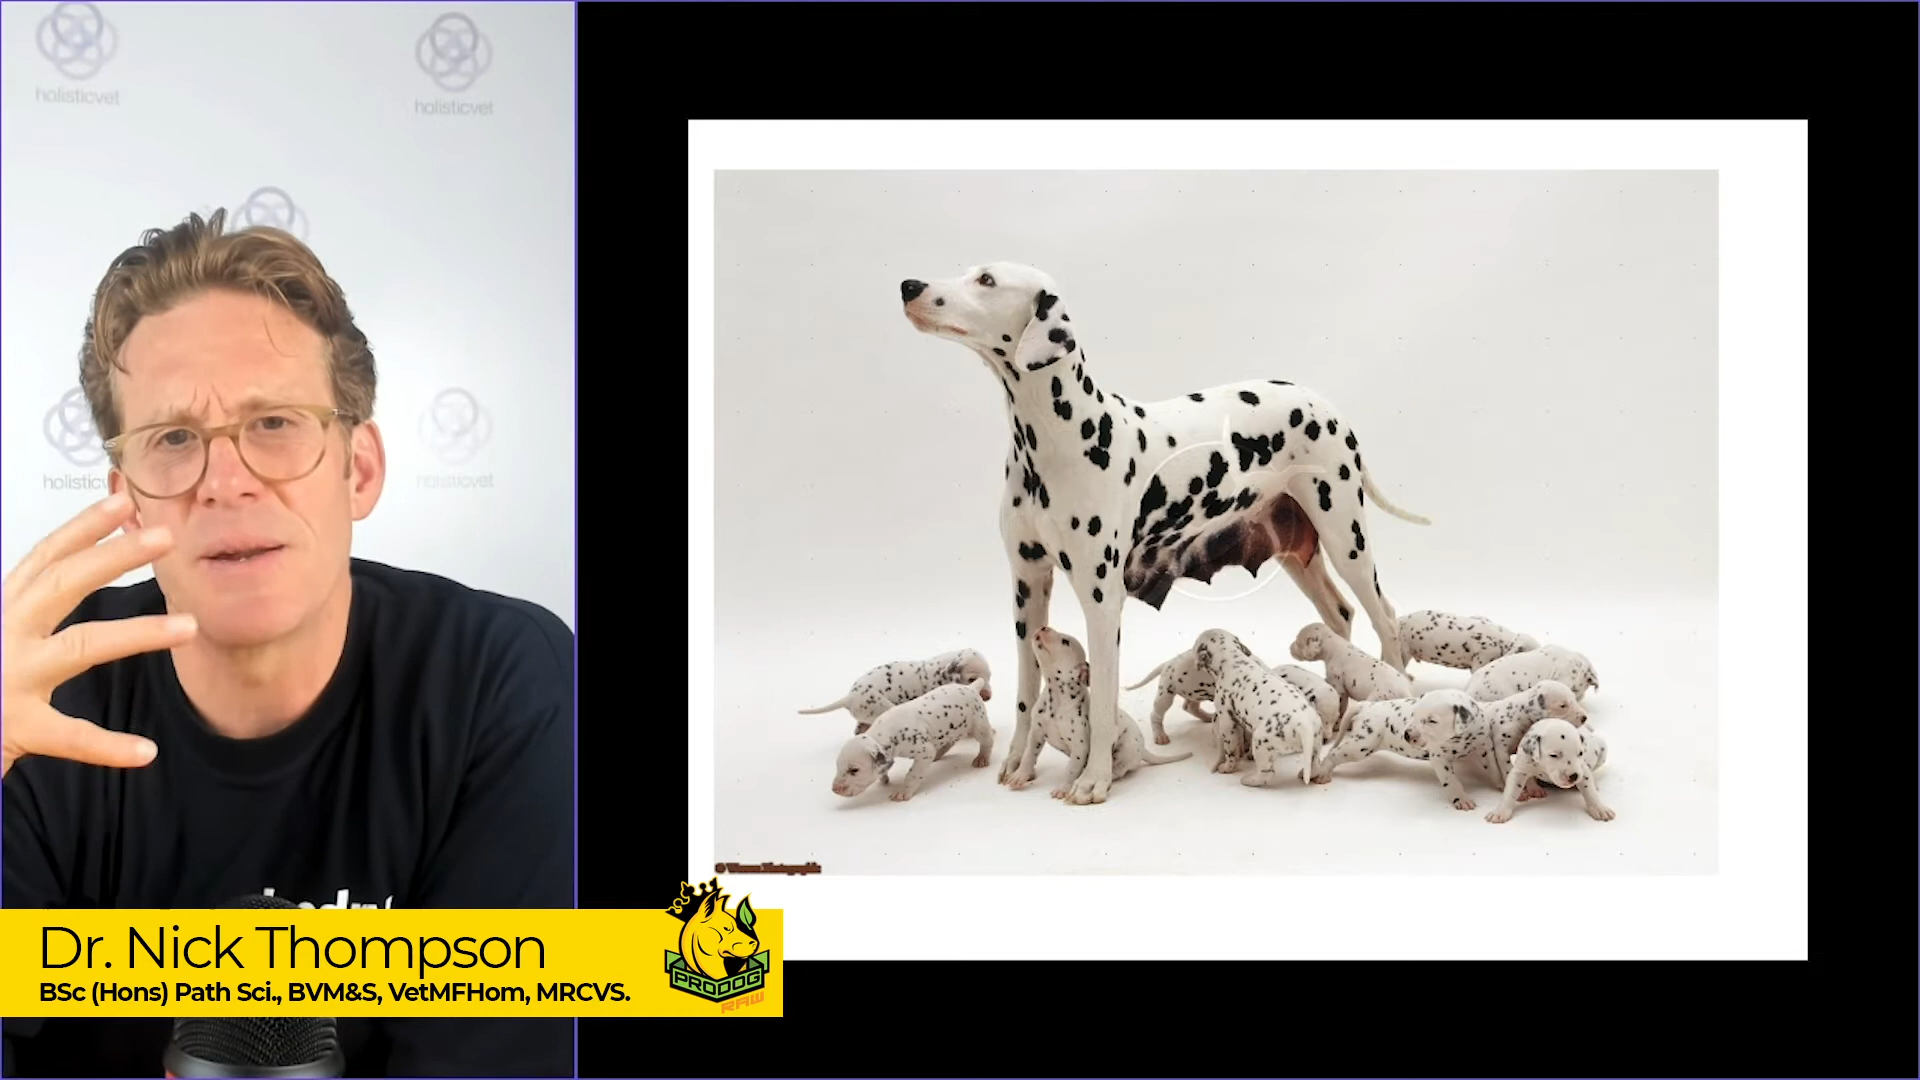 holisticvet
holisticvet
holisticvet
holisticvet
Dr. Nick Thompson
BSc (Hons) Path Sci., BVM&S, VetMFHom, MRCVS.
PRODOG
RAW